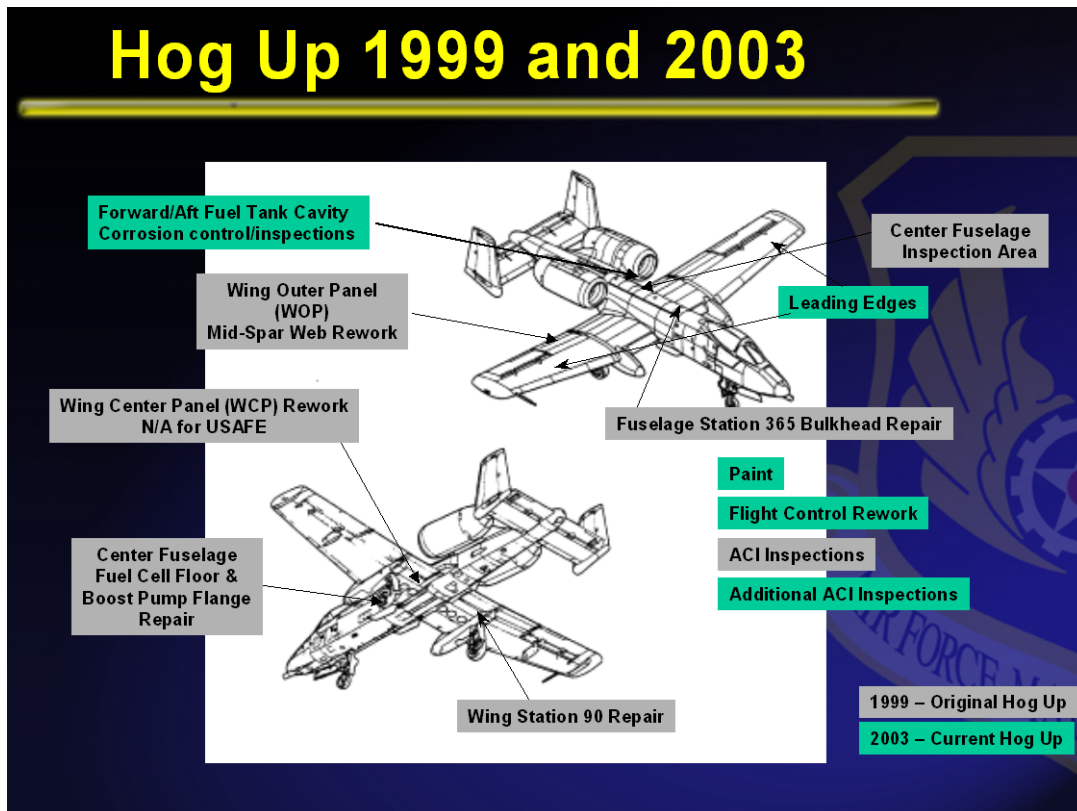 Hog Up 1999 and 2003
Forward/Aft Fuel Tank Cavity
Corrosion control/inspections
Center Fuselage
Inspection Area
Wing Outer Panel
(WOP)
Mid-Spar Web Rework
Leading Edges
Wing Center Panel (WCP) Rework
N/A for USAFE
Fuselage Station 365 Bulkhead Repair
Paint
Flight Control Rework
Center Fuselage
Fuel Cell Floor &
Boost Pump Flange
Repair
ACI Inspections
Additional ACI Inspections
Wing Station 90 Repair
1999 – Original Hog Up
2003 – Current Hog Up
AIR FORCE